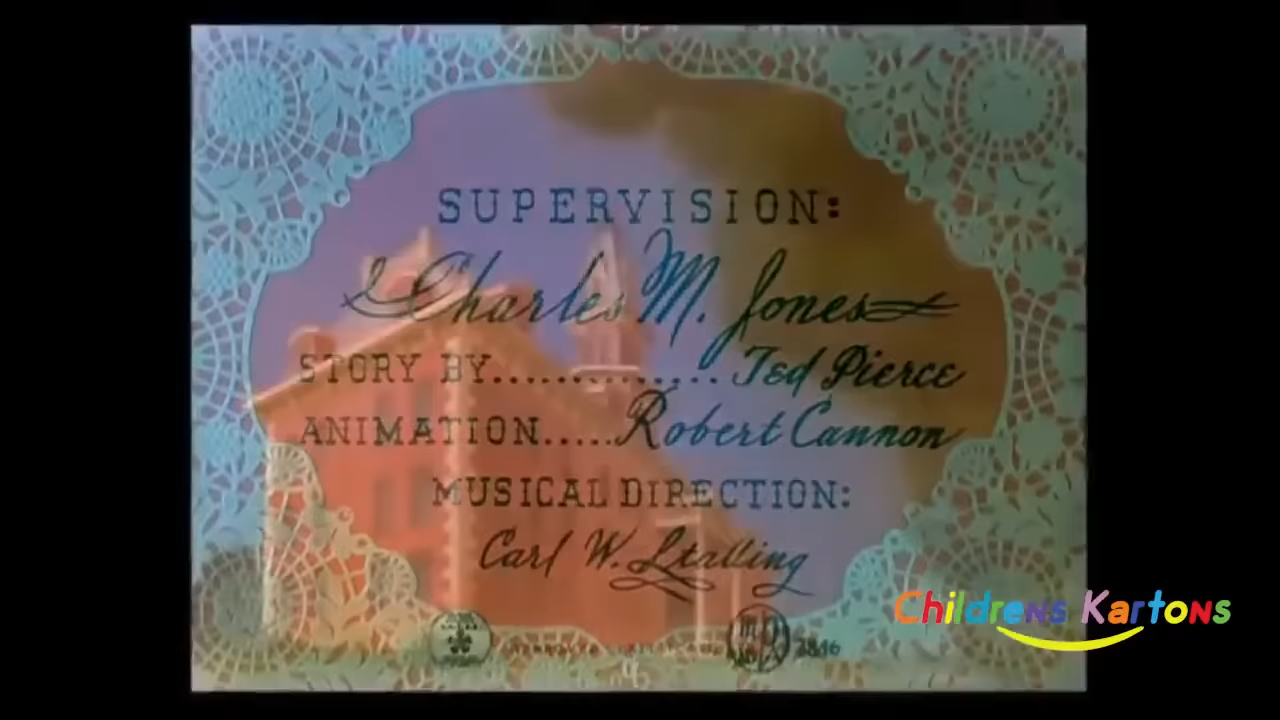 SUPERVISION:
Charles M. Jones
STORY BY.............. Ted Pierce
ANIMATION.....Robert Cannon
MUSICAL DIRECTION:
Carl W. Stalling
Childrens Kartons